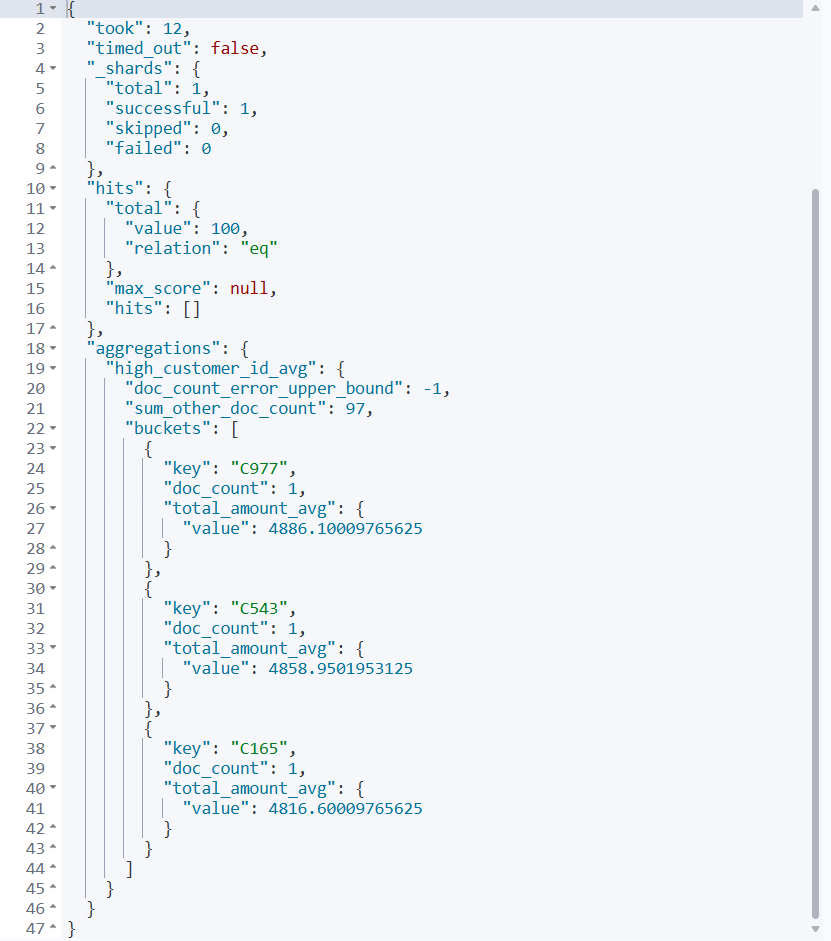 1 {
2 "took": 12,
3 "timed_out": false,
4 "_shards": {
5 "total": 1,
6 "successful": 1,
7 "skipped": 0,
8 "failed": 0
9 },
10 "hits": {
11 "total": {
12 "value": 100,
13 "relation": "eq"
14 },
15 "max_score": null,
16 "hits": []
17 },
18 "aggregations": {
19 "high_customer_id_avg": {
20 "doc_count_error_upper_bound": -1,
21 "sum_other_doc_count": 97,
22 "buckets": [
23 {
24 "key": "C977",
25 "doc_count": 1,
26 "total_amount_avg": {
27 "value": 4886.10009765625
28 }
29 },
30 {
31 "key": "C543",
32 "doc_count": 1,
33 "total_amount_avg": {
34 "value": 4858.9501953125
35 }
36 },
37 {
38 "key": "C165",
39 "doc_count": 1,
40 "total_amount_avg": {
41 "value": 4816.60009765625
42 }
43 }
44 ]
45 }
46 }
47 }